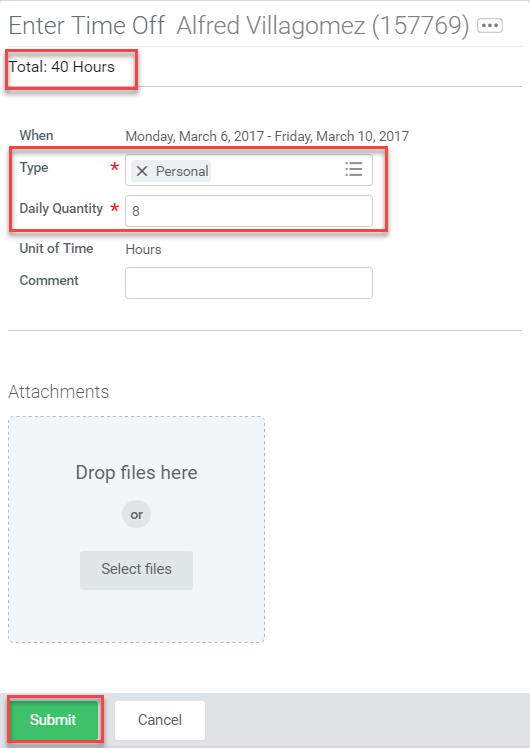 Enter Time Off Alfred Villagomez (157769)
Total: 40 Hours
When Monday, March 6, 2017 - Friday, March 10, 2017
Type * × Personal
Daily Quantity * 8
Unit of Time Hours
Comment
Attachments
Drop files here
or
Select files
Submit Cancel